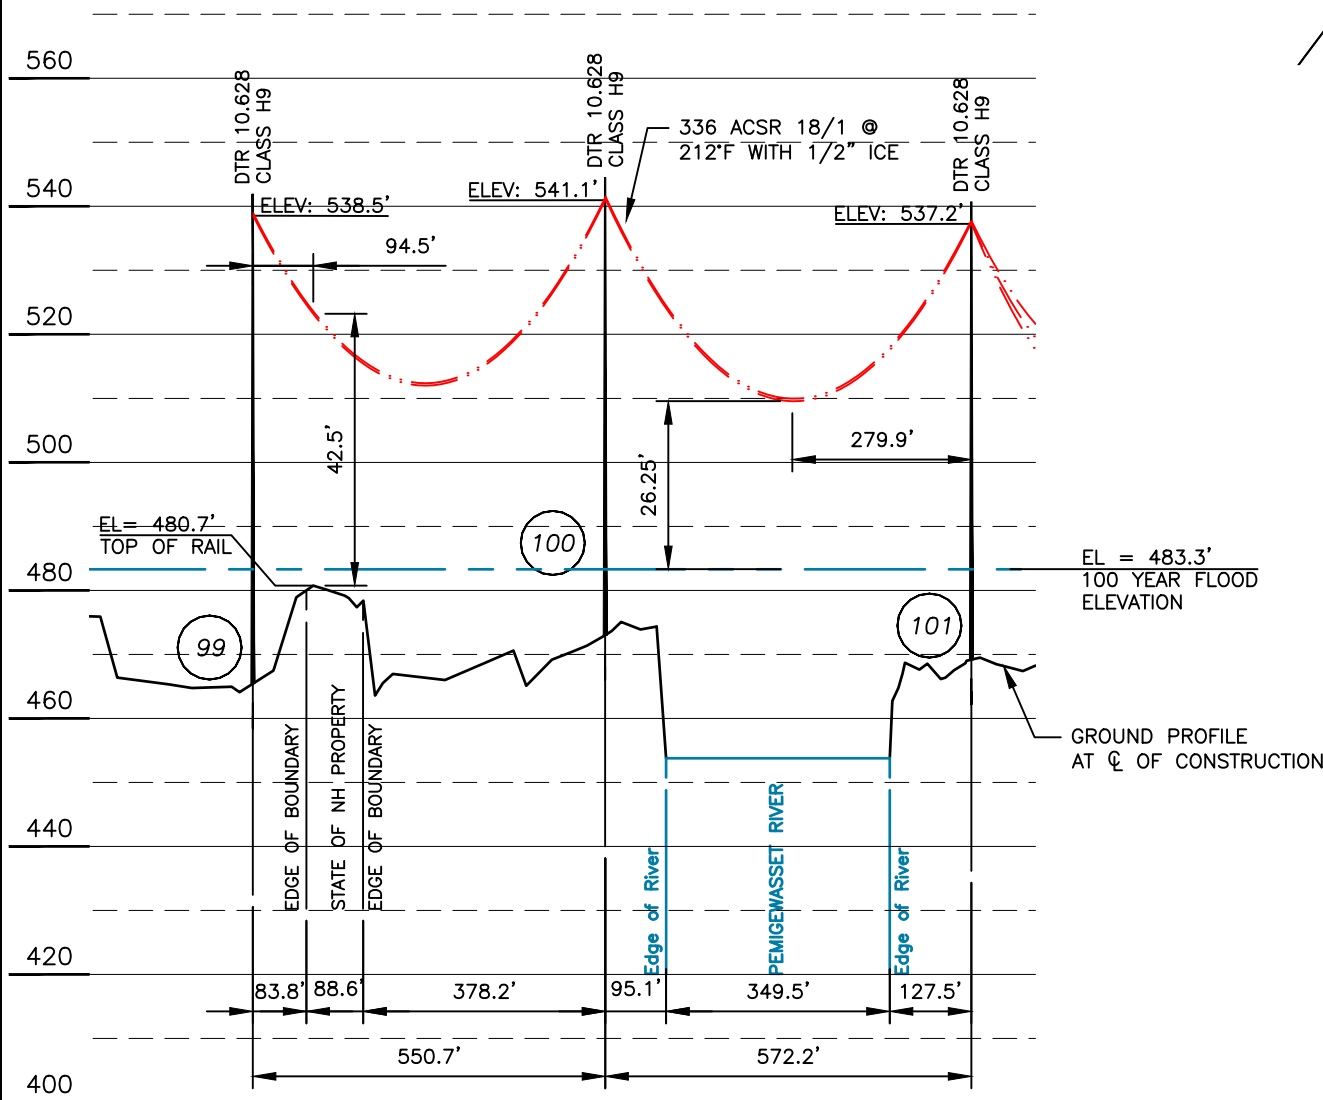 560
540
520
500
480
460
440
420
400
DTR 10.628
CLASS H9
DTR 10.628
CLASS H9
DTR 10.628
CLASS H9
336 ACSR 18/1 @
212°F WITH 1/2" ICE
ELEV: 538.5'
ELEV: 541.1'
ELEV: 537.2'
94.5'
42.5'
26.25'
279.9'
EL= 480.7'
TOP OF RAIL
99
100
101
EL = 483.3'
100 YEAR FLOOD
ELEVATION
GROUND PROFILE
AT ℄ OF CONSTRUCTION
EDGE OF BOUNDARY
STATE OF NH PROPERTY
EDGE OF BOUNDARY
Edge of River
PEMIGEWASSET RIVER
Edge of River
83.8'
88.6'
378.2'
95.1'
349.5'
127.5'
550.7'
572.2'